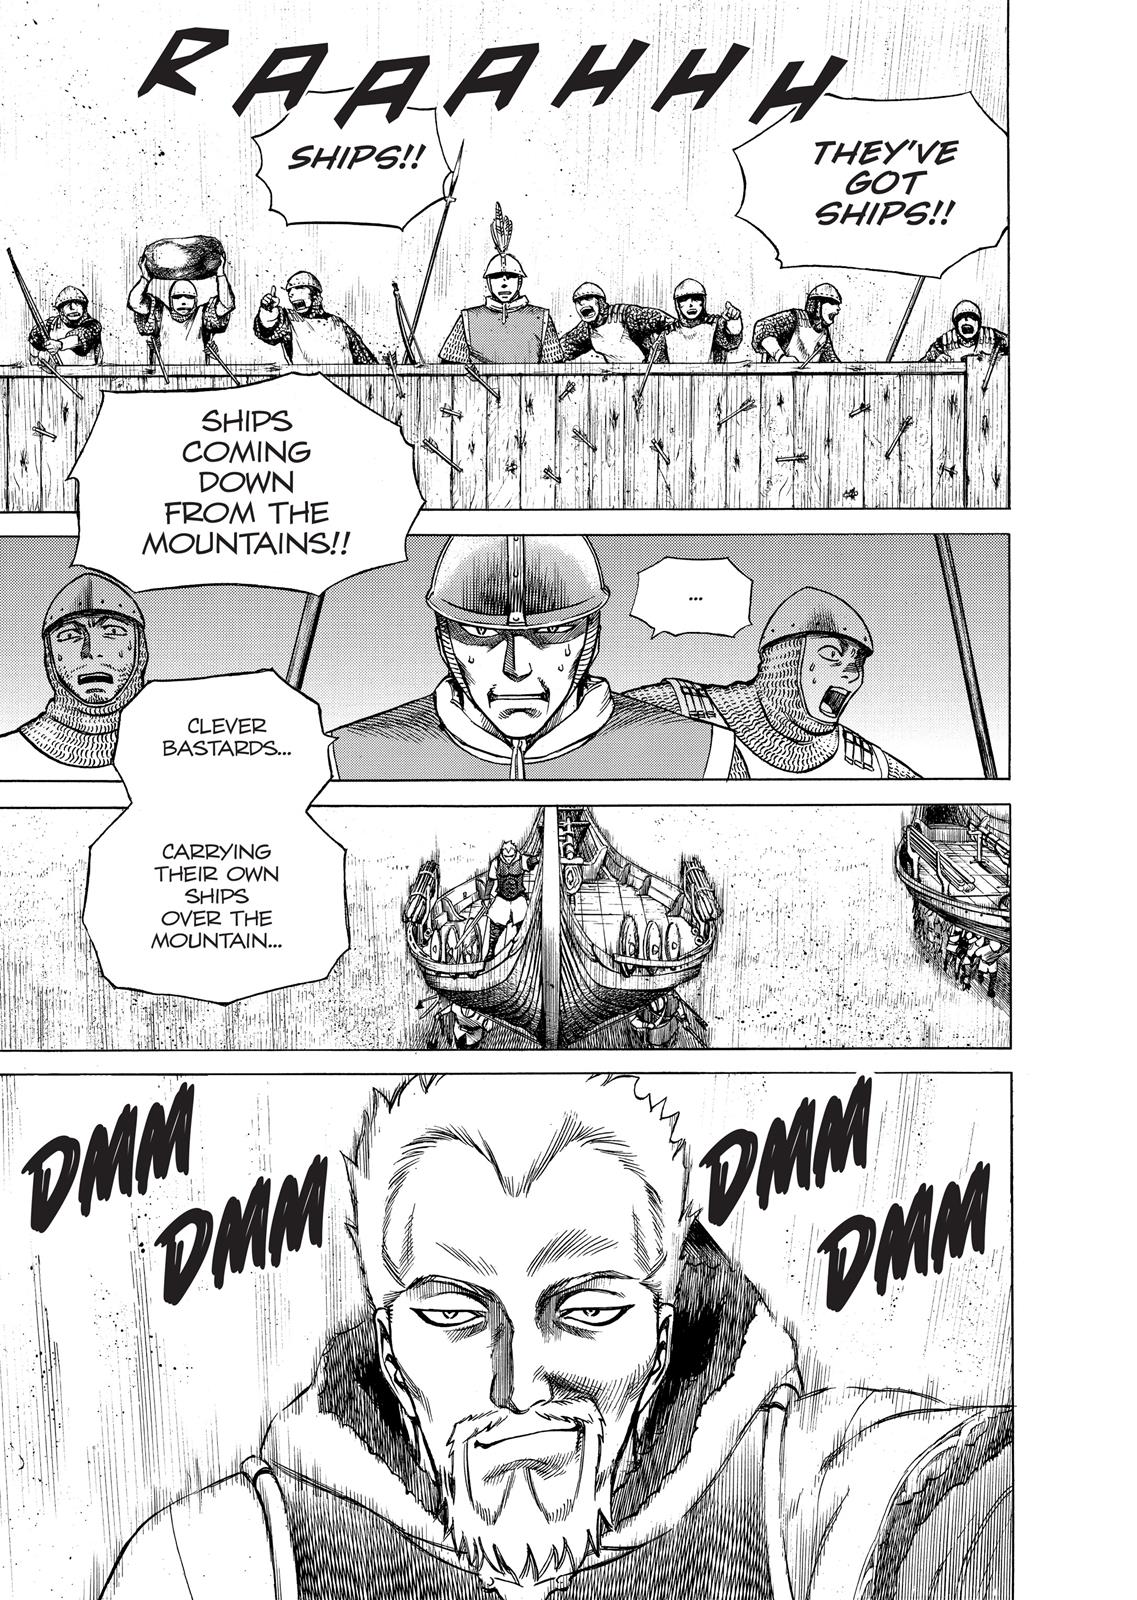 RAAAHHH
SHIPS!!
THEY'VE
GOT
SHIPS!!
SHIPS
COMING
DOWN
FROM THE
MOUNTAINS!!
...
CLEVER
BASTARDS...
CARRYING
THEIR OWN
SHIPS
OVER THE
MOUNTAIN...
DMM
DMM
DMM
DMM